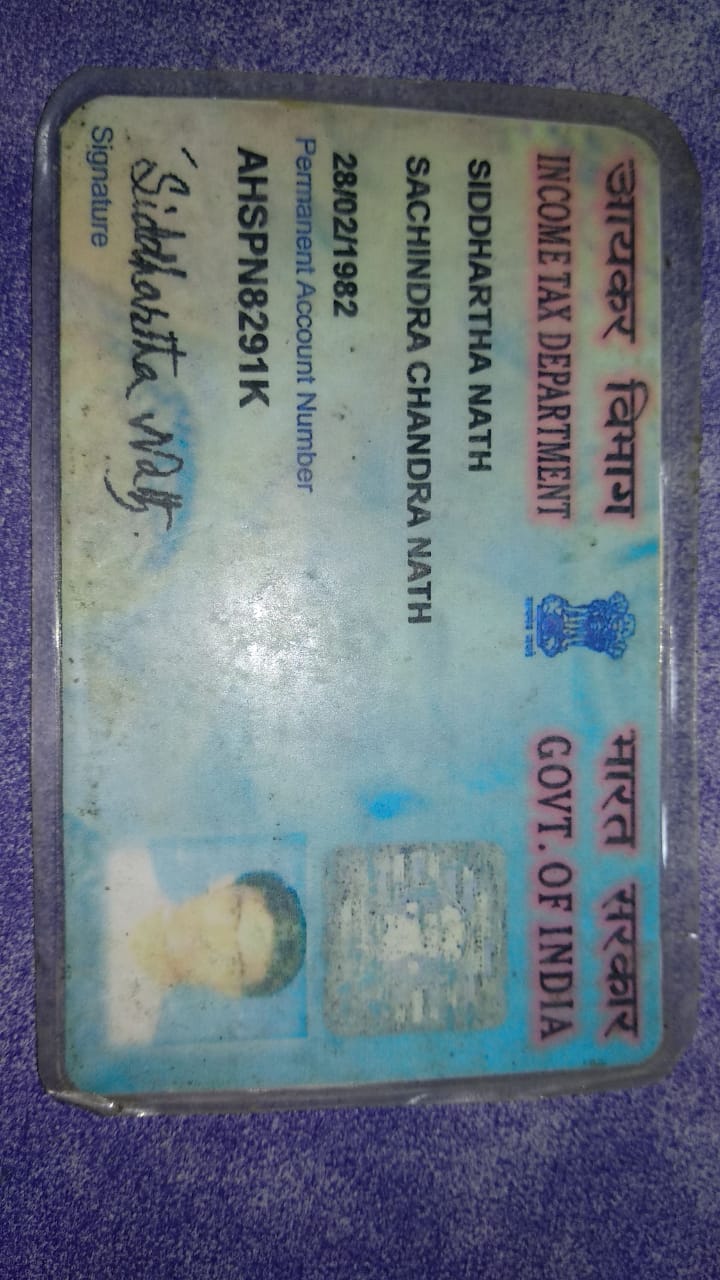 आयकर विभाग
INCOME TAX DEPARTMENT
भारत सरकार
GOVT. OF INDIA
SIDDHARTHA NATH
SACHINDRA CHANDRA NATH
28/02/1982
Permanent Account Number
AHSPN8291K
Siddhartha Nath
Signature